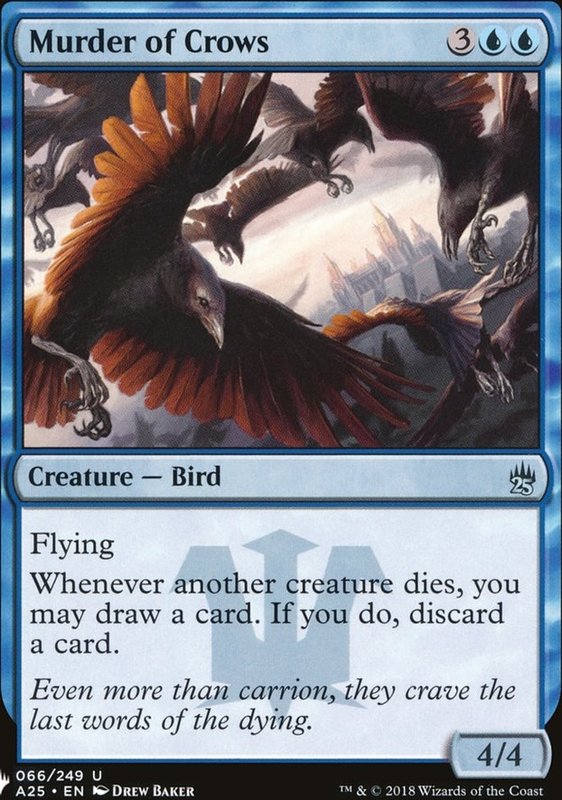 Murder of Crows 3
Creature — Bird
25
Flying
Whenever another creature dies, you
may draw a card. If you do, discard
a card.
Even more than carrion, they crave the
last words of the dying.
4/4
066/249 U
A25 • EN Drew Baker
™ & © 2018 Wizards of the Coast